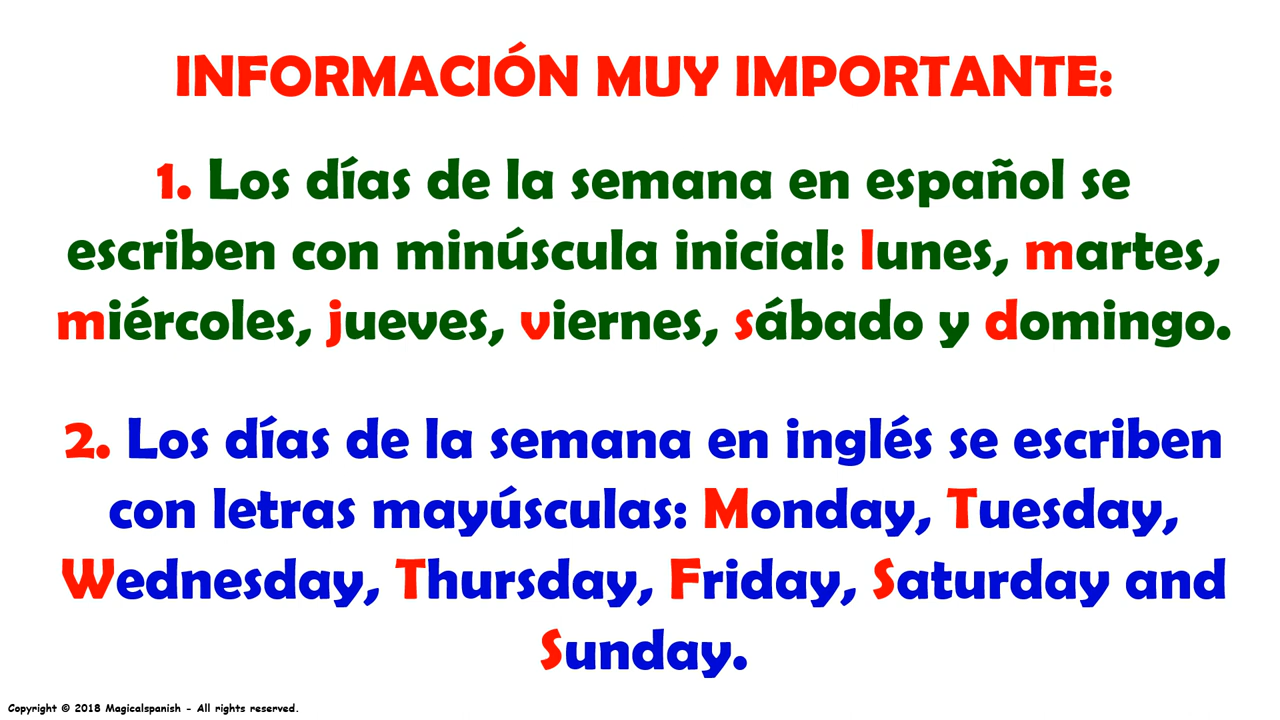 INFORMACIÓN MUY IMPORTANTE:
1. Los días de la semana en español se
escriben con minúscula inicial: lunes, martes,
miércoles, jueves, viernes, sábado y domingo.
2. Los días de la semana en inglés se escriben
con letras mayúsculas: Monday, Tuesday,
Wednesday, Thursday, Friday, Saturday and
Sunday.
Copyright © 2018 Magicalspanish - All rights reserved.